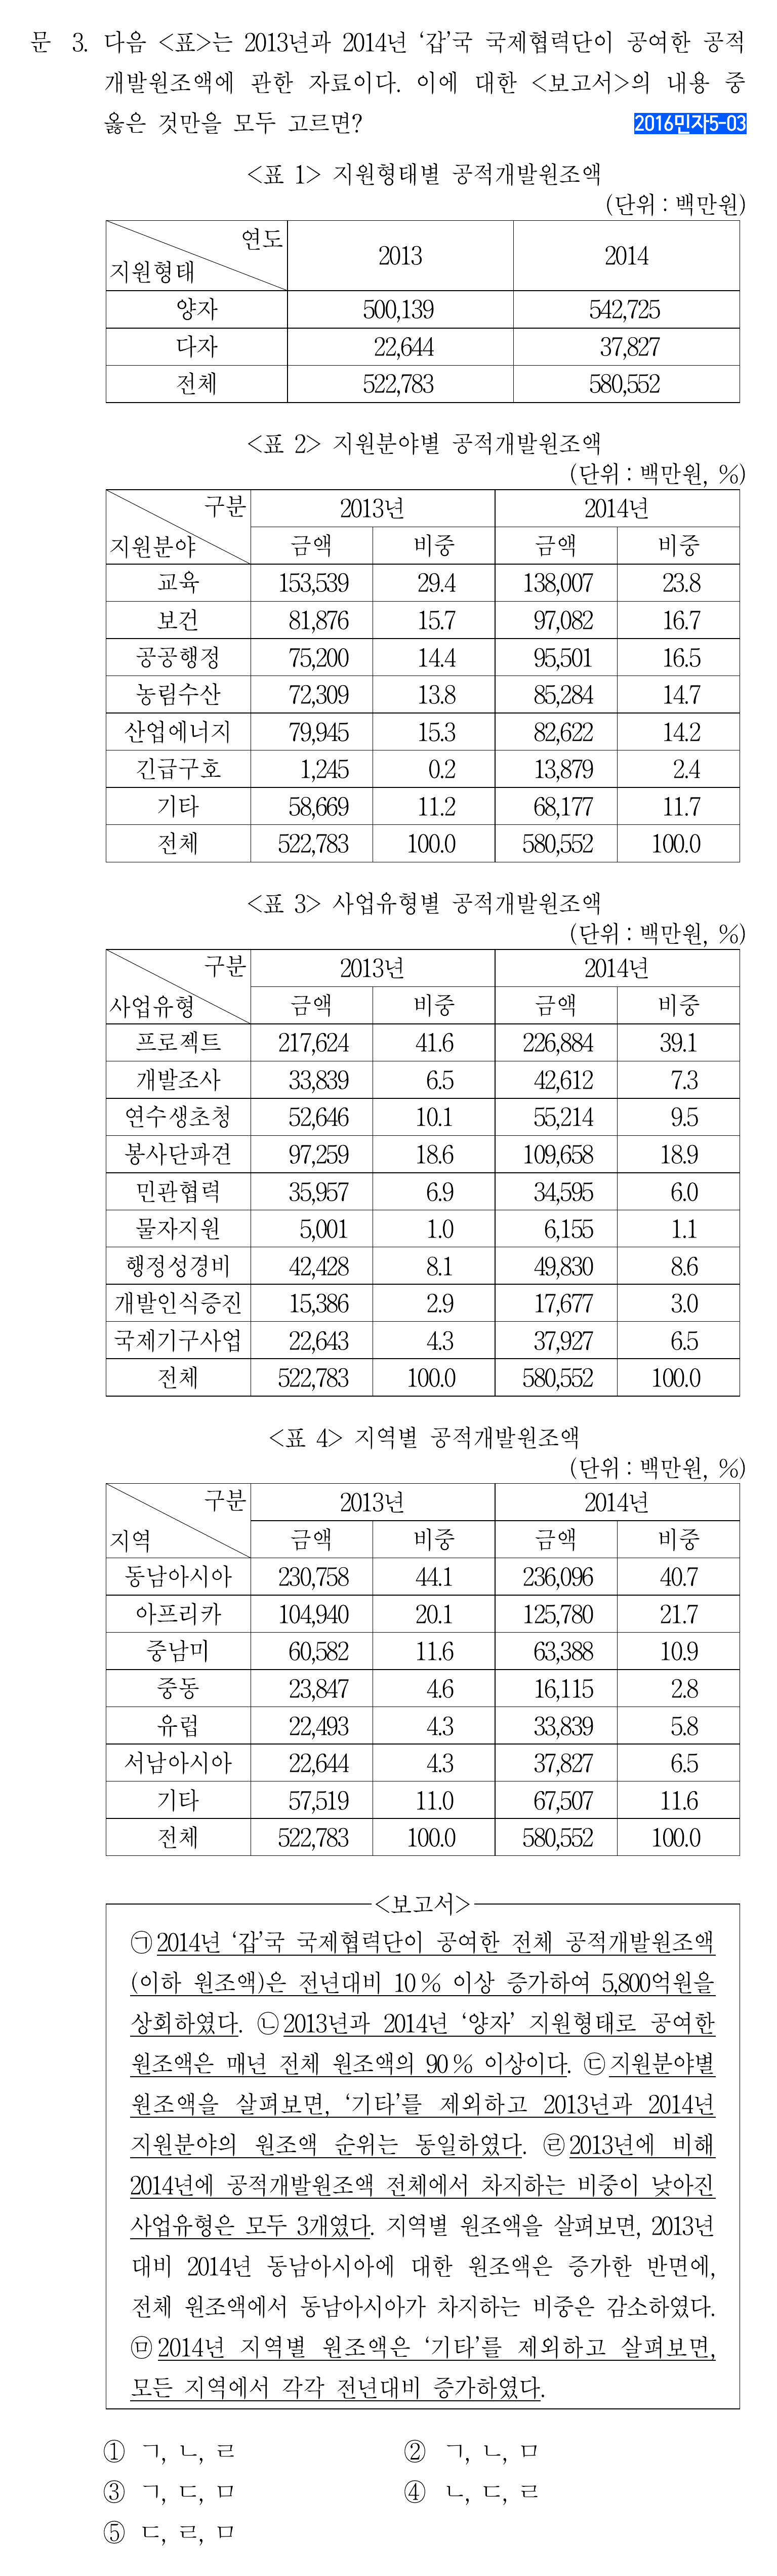 문 3. 다음 <표>는 2013년과 2014년 ‘갑’국 국제협력단이 공여한 공적
개발원조액에 관한 자료이다. 이에 대한 <보고서>의 내용 중
옳은 것만을 모두 고르면?
2016민자5-03
<표 1> 지원형태별 공적개발원조액
(단위 : 백만원)
지원형태 연도 2013 2014
양자 500,139 542,725
다자 22,644 37,827
전체 522,783 580,552
<표 2> 지원분야별 공적개발원조액
(단위 : 백만원, %)
구분 2013년 2014년
지원분야 금액 비중 금액 비중
교육 153,539 29.4 138,007 23.8
보건 81,876 15.7 97,082 16.7
공공행정 75,200 14.4 95,501 16.5
농림수산 72,309 13.8 85,284 14.7
산업에너지 79,945 15.3 82,622 14.2
긴급구호 1,245 0.2 13,879 2.4
기타 58,669 11.2 68,177 11.7
전체 522,783 100.0 580,552 100.0
<표 3> 사업유형별 공적개발원조액
(단위 : 백만원, %)
구분 2013년 2014년
사업유형 금액 비중 금액 비중
프로젝트 217,624 41.6 226,884 39.1
개발조사 33,839 6.5 42,612 7.3
연수생초청 52,646 10.1 55,214 9.5
봉사단파견 97,259 18.6 109,658 18.9
민관협력 35,957 6.9 34,595 6.0
물자지원 5,001 1.0 6,155 1.1
행정성경비 42,428 8.1 49,830 8.6
개발인식증진 15,386 2.9 17,677 3.0
국제기구사업 22,643 4.3 37,927 6.5
전체 522,783 100.0 580,552 100.0
<표 4> 지역별 공적개발원조액
(단위 : 백만원, %)
구분 2013년 2014년
지역 금액 비중 금액 비중
동남아시아 230,758 44.1 236,096 40.7
아프리카 104,940 20.1 125,780 21.7
중남미 60,582 11.6 63,388 10.9
중동 23,847 4.6 16,115 2.8
유럽 22,493 4.3 33,839 5.8
서남아시아 22,644 4.3 37,827 6.5
기타 57,519 11.0 67,507 11.6
전체 522,783 100.0 580,552 100.0
<보고서>
㉠2014년 ‘갑’국 국제협력단이 공여한 전체 공적개발원조액
(이하 원조액)은 전년대비 10 % 이상 증가하여 5,800억원을
상회하였다. ㉡2013년과 2014년 ‘양자’ 지원형태로 공여한
원조액은 매년 전체 원조액의 90 % 이상이다. ㉢지원분야별
원조액을 살펴보면, ‘기타’를 제외하고 2013년과 2014년
지원분야의 원조액 순위는 동일하였다. ㉣2013년에 비해
2014년에 공적개발원조액 전체에서 차지하는 비중이 낮아진
사업유형은 모두 3개였다. 지역별 원조액을 살펴보면, 2013년
대비 2014년 동남아시아에 대한 원조액은 증가한 반면에,
전체 원조액에서 동남아시아가 차지하는 비중은 감소하였다.
㉤2014년 지역별 원조액은 ‘기타’를 제외하고 살펴보면,
모든 지역에서 각각 전년대비 증가하였다.
① ㄱ, ㄴ, ㄹ ② ㄱ, ㄴ, ㅁ
③ ㄱ, ㄷ, ㅁ ④ ㄴ, ㄷ, ㄹ
⑤ ㄷ, ㄹ, ㅁ